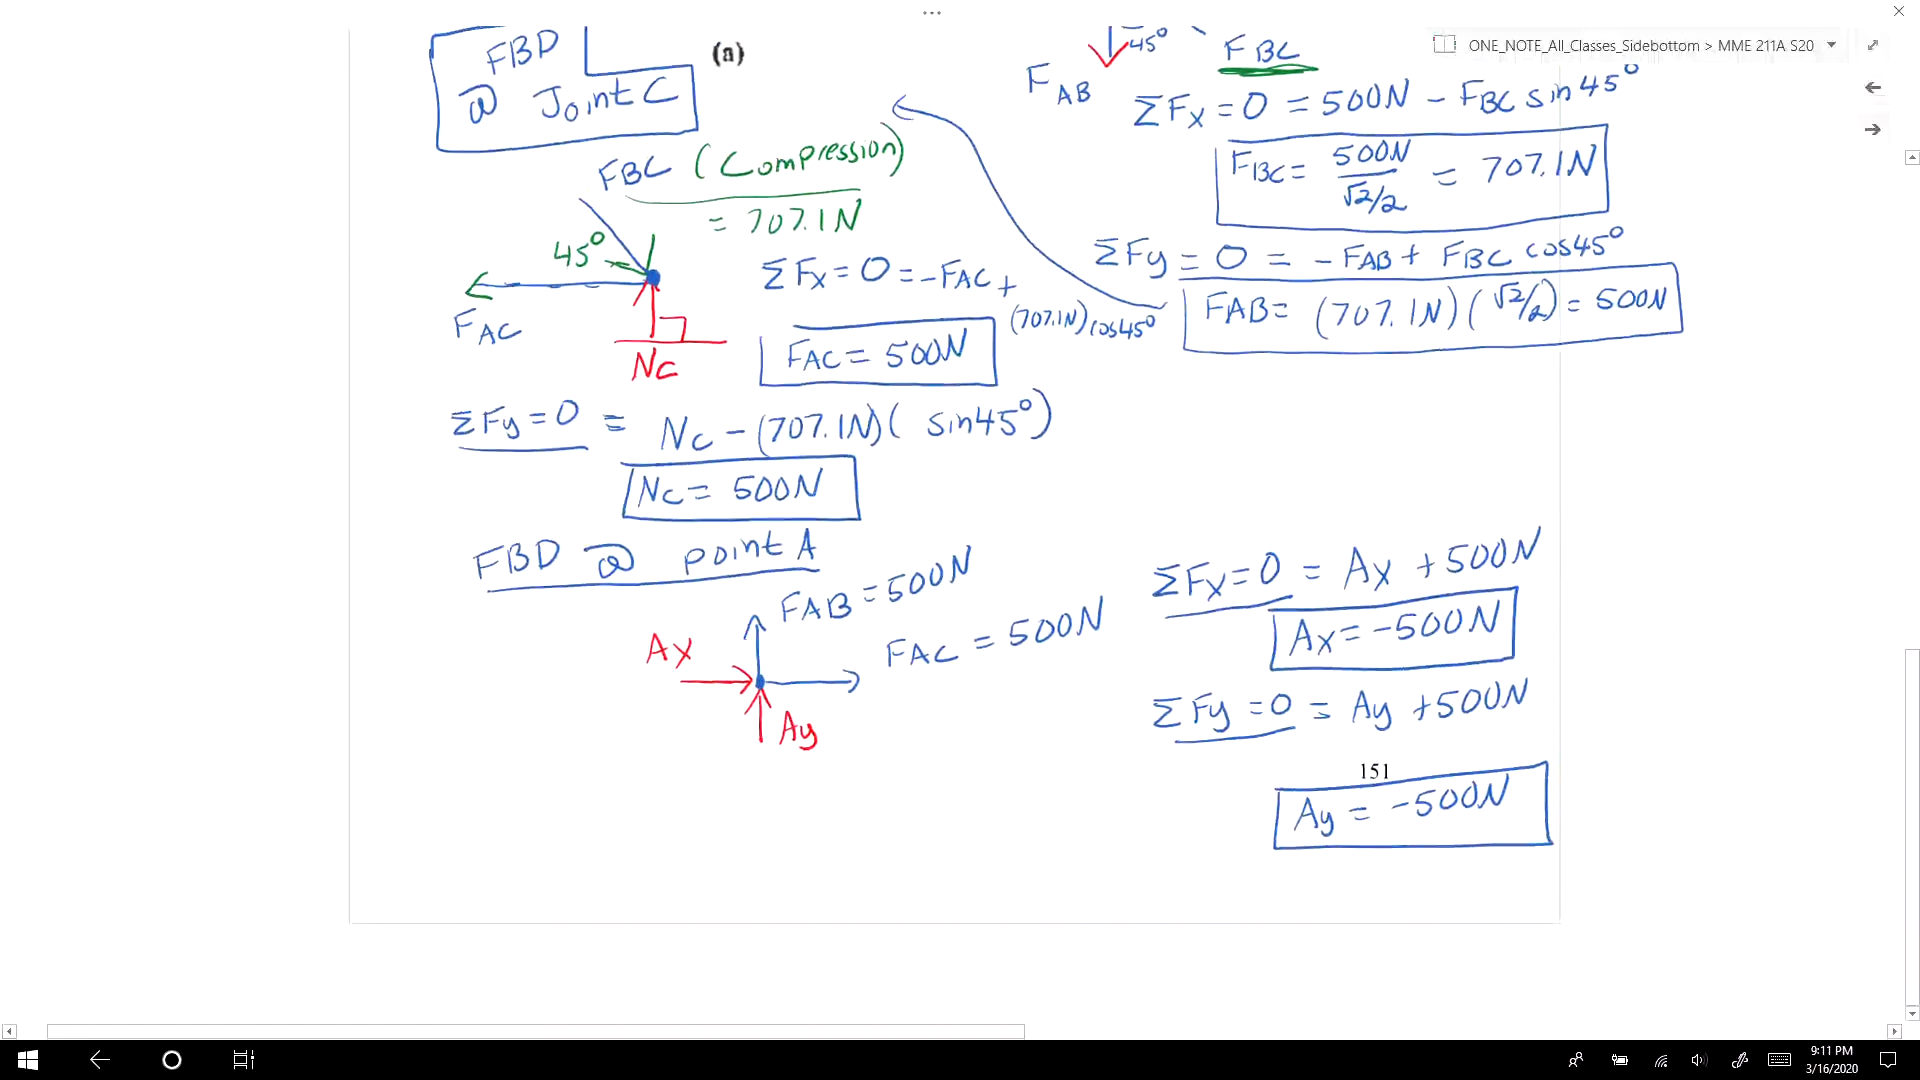 ONE_NOTE_All_Classes_Sidebottom > MME 211A S20
FBD
@ Joint C
(a)
45°
FAB
FBC
ΣFx = 0 = 500N - FBC sin 45°
FBC = 500N / √2/2 = 707.1N
ΣFy = 0 = - FAB + FBC cos45°
FAB = (707.1N) (√2/2) = 500N
FBC (Compression)
= 707.1N
45°
FAC
NC
ΣFx = 0 = -FAC +
(707.1N) cos45°
FAC = 500N
ΣFy = 0 = NC - (707.1N) ( sin45°)
NC = 500N
FBD @ point A
FAB = 500N
FAC = 500N
Ax
Ay
ΣFx = 0 = Ax + 500N
Ax = -500N
ΣFy = 0 = Ay + 500N
151
Ay = -500N
9:11 PM
3/16/2020